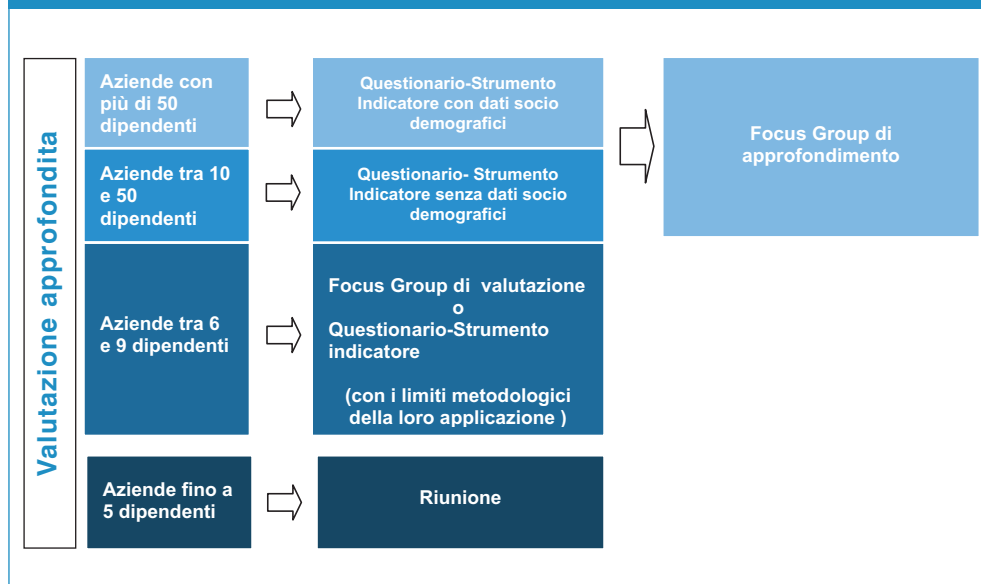 Valutazione approfondita
Aziende con
più di 50
dipendenti
Questionario-Strumento
Indicatore con dati socio
demografici
Focus Group di
approfondimento
Aziende tra 10
e 50
dipendenti
Questionario- Strumento
Indicatore senza dati socio
demografici
Aziende tra 6
e 9 dipendenti
Focus Group di  valutazione
o
Questionario-Strumento
indicatore
(con i limiti metodologici
della loro applicazione )
Aziende fino a
5 dipendenti
Riunione